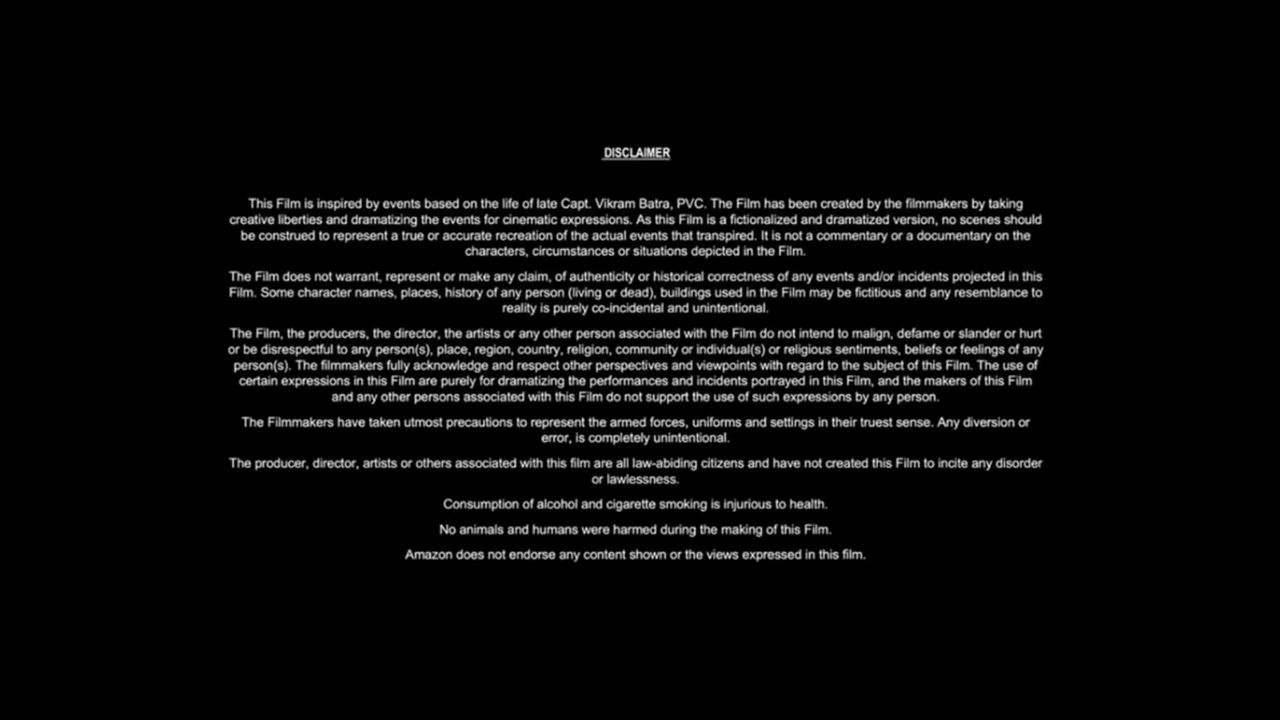 DISCLAIMER
This Film is inspired by events based on the life of late Capt. Vikram Batra, PVC. The Film has been created by the filmmakers by taking
creative liberties and dramatizing the events for cinematic expressions. As this Film is a fictionalized and dramatized version, no scenes should
be construed to represent a true or accurate recreation of the actual events that transpired. It is not a commentary or a documentary on the
characters, circumstances or situations depicted in the Film.
The Film does not warrant, represent or make any claim, of authenticity or historical correctness of any events and/or incidents projected in this
Film. Some character names, places, history of any person (living or dead), buildings used in the Film may be fictitious and any resemblance to
reality is purely co-incidental and unintentional.
The Film, the producers, the director, the artists or any other person associated with the Film do not intend to malign, defame or slander or hurt
or be disrespectful to any person(s), place, region, country, religion, community or individual(s) or religious sentiments, beliefs or feelings of any
person(s). The filmmakers fully acknowledge and respect other perspectives and viewpoints with regard to the subject of this Film. The use of
certain expressions in this Film are purely for dramatizing the performances and incidents portrayed in this Film, and the makers of this Film
and any other persons associated with this Film do not support the use of such expressions by any person.
The Filmmakers have taken utmost precautions to represent the armed forces, uniforms and settings in their truest sense. Any diversion or
error, is completely unintentional.
The producer, director, artists or others associated with this film are all law-abiding citizens and have not created this Film to incite any disorder
or lawlessness.
Consumption of alcohol and cigarette smoking is injurious to health.
No animals and humans were harmed during the making of this Film.
Amazon does not endorse any content shown or the views expressed in this film.